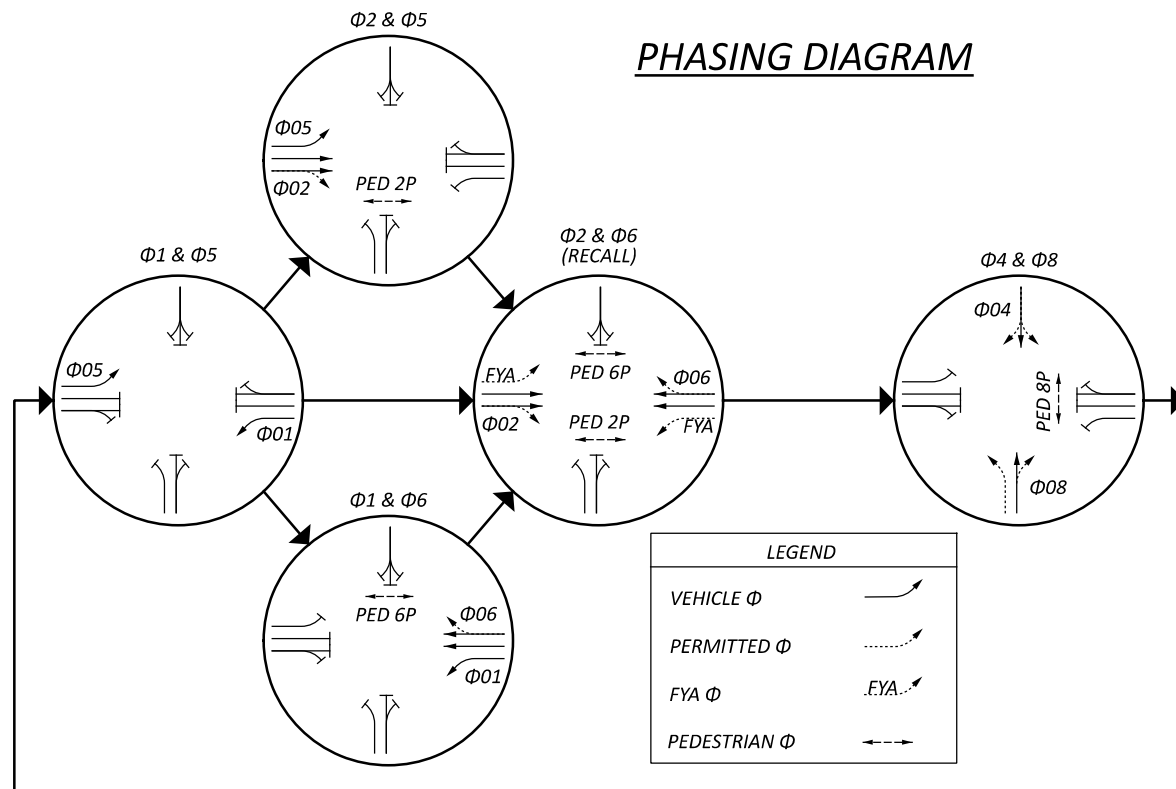 PHASING DIAGRAM
Φ2 & Φ5
Φ05
Φ02
PED 2P
Φ1 & Φ5
Φ05
Φ01
Φ2 & Φ6
(RECALL)
PED 6P
FYA
Φ06
Φ02
PED 2P
FYA
Φ4 & Φ8
Φ04
PED 8P
Φ08
Φ1 & Φ6
PED 6P
Φ06
Φ01
LEGEND
VEHICLE Φ
PERMITTED Φ
FYA Φ
FYA
PEDESTRIAN Φ